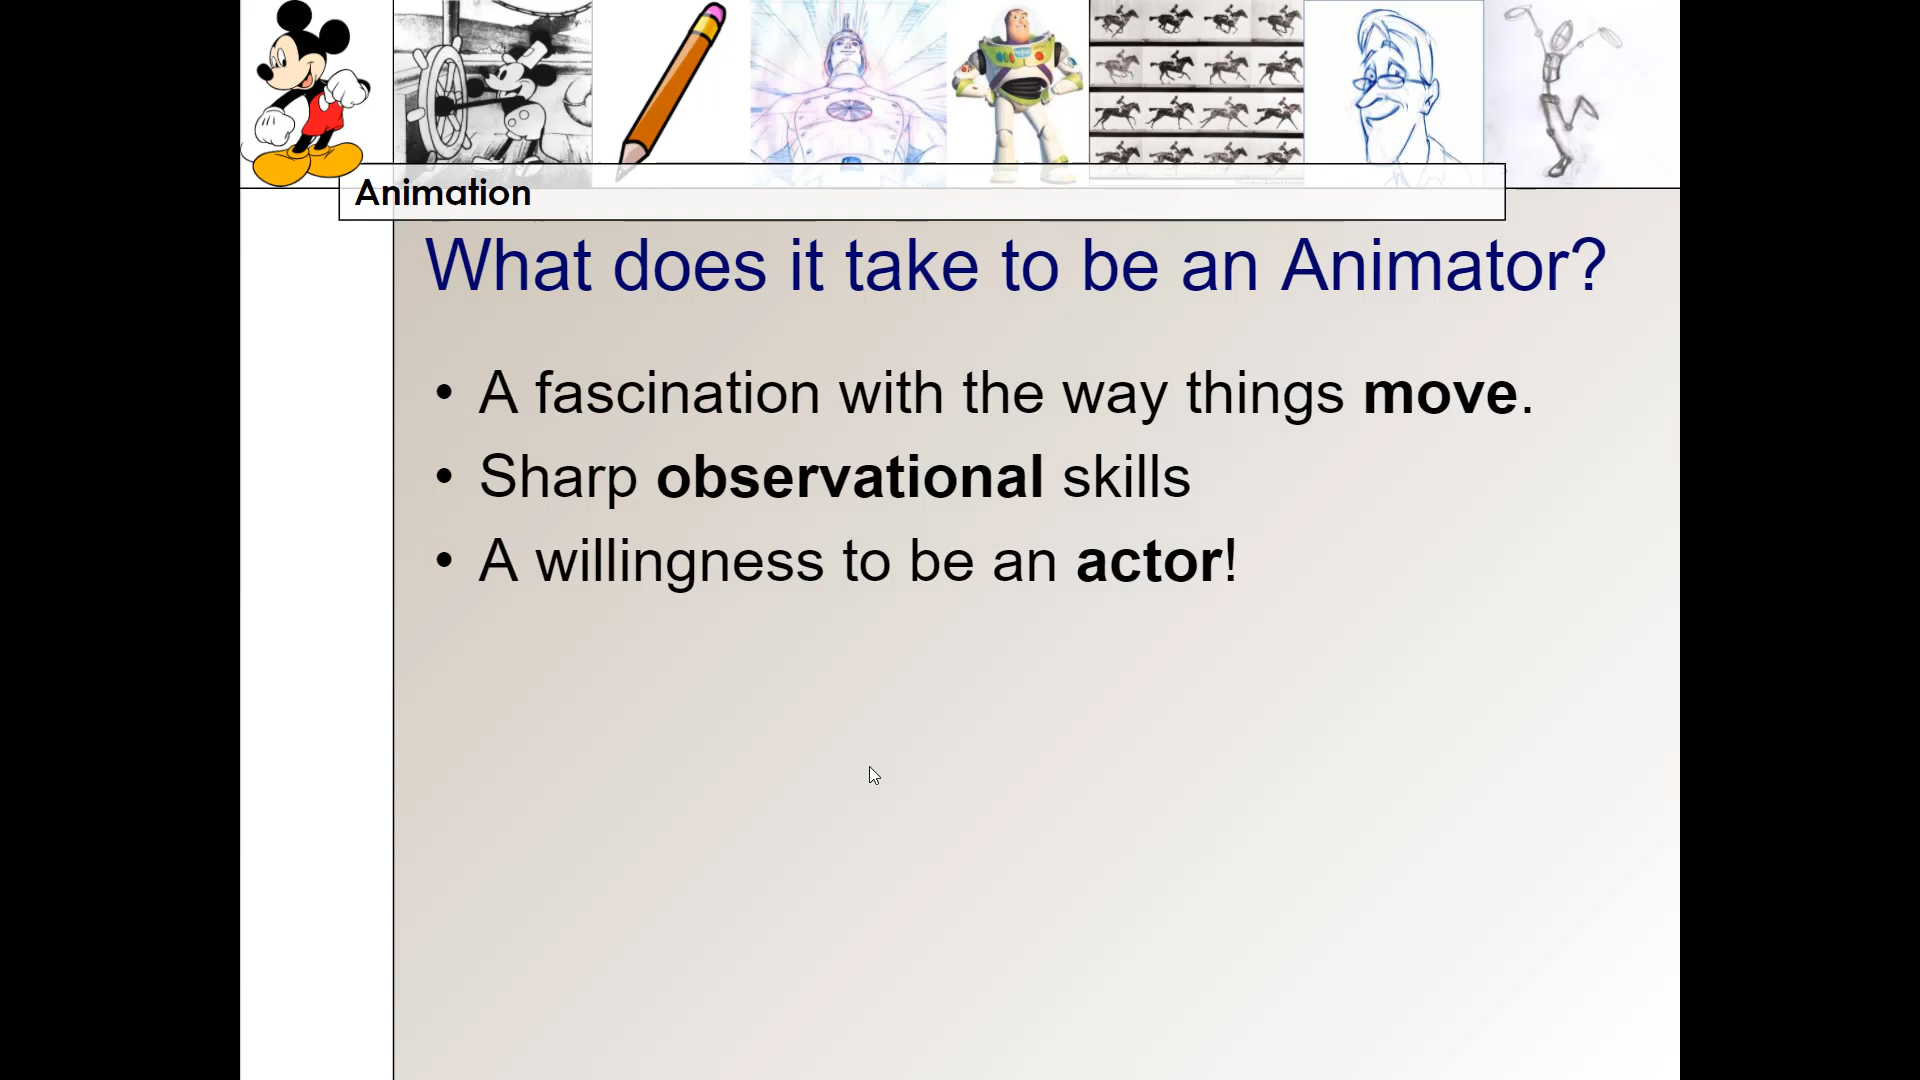 Animation
What does it take to be an Animator?
• A fascination with the way things move.
• Sharp observational skills
• A willingness to be an actor!